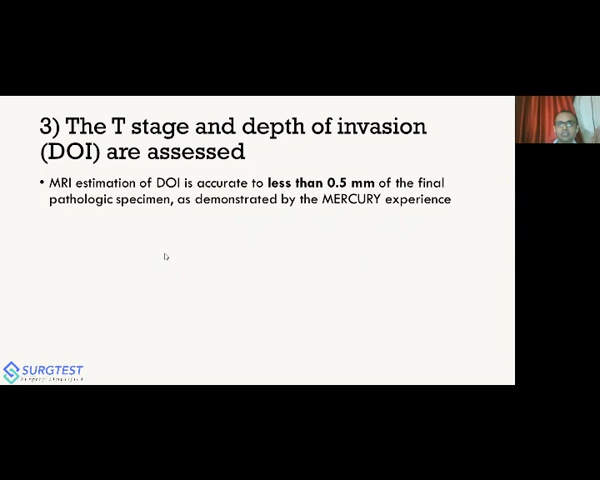 3) The T stage and depth of invasion
(DOI) are assessed
• MRI estimation of DOI is accurate to less than 0.5 mm of the final
pathologic specimen, as demonstrated by the MERCURY experience
SURGTEST